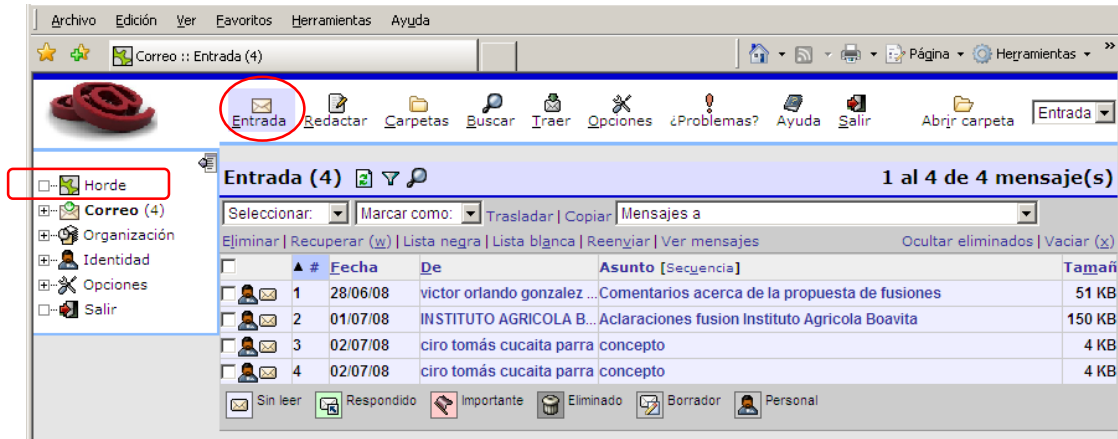 Archivo Edición Ver Favoritos Herramientas Ayuda
Correo :: Entrada (4) Página Herramientas »
Entrada Redactar Carpetas Buscar Traer Opciones ¿Problemas? Ayuda Salir Abrir carpeta Entrada
Horde
Correo (4)
Organización
Identidad
Opciones
Salir
Entrada (4) 1 al 4 de 4 mensaje(s)
Seleccionar: Marcar como: Trasladar | Copiar Mensajes a
Eliminar | Recuperar (w) | Lista negra | Lista blanca | Reenviar | Ver mensajes Ocultar eliminados | Vaciar (x)
# Fecha De Asunto [Secuencia] Tamañ
1 28/06/08 victor orlando gonzalez ... Comentarios acerca de la propuesta de fusiones 51 KB
2 01/07/08 INSTITUTO AGRICOLA B... Aclaraciones fusion Instituto Agricola Boavita 150 KB
3 02/07/08 ciro tomás cucaita parra concepto 4 KB
4 02/07/08 ciro tomás cucaita parra concepto 4 KB
Sin leer Respondido Importante Eliminado Borrador Personal